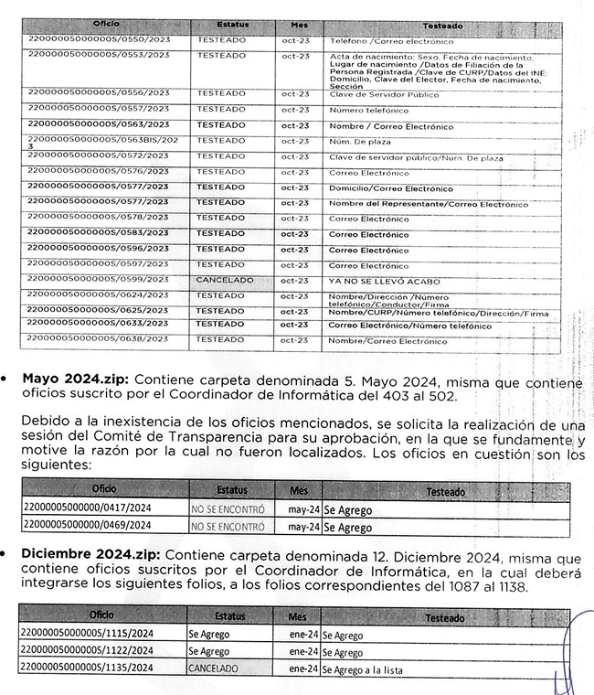 Oficio Estatus Mes Testeado
220000050000005/0550/2023 TESTEADO oct-23 Teléfono /Correo electrónico
220000050000005/0553/2023 TESTEADO oct-23 Acta de nacimiento: Sexo, Fecha de nacimiento,
Lugar de nacimiento /Datos de Filiación de la
Persona Registrada /Clave de CURP/Datos del INE:
Domicilio, Clave del Elector, Fecha de nacimiento,
Sección
220000050000005/0556/2023 TESTEADO oct-23 Clave de Servidor Público
220000050000005/0557/2023 TESTEADO oct-23 Número telefónico
220000050000005/0563/2023 TESTEADO oct-23 Nombre / Correo Electrónico
220000050000005/0563BIS/202
3 TESTEADO oct-23 Núm. De plaza
220000050000005/0572/2023 TESTEADO oct-23 Clave de servidor público/Num. De plaza
220000050000005/0576/2023 TESTEADO oct-23 Correo Electrónico
220000050000005/0577/2023 TESTEADO oct-23 Domicilio/Correo Electrónico
220000050000005/0577/2023 TESTEADO oct-23 Nombre del Representante/Correo Electrónico
220000050000005/0578/2023 TESTEADO oct-23 Correo Electrónico
220000050000005/0583/2023 TESTEADO oct-23 Correo Electrónico
220000050000005/0596/2023 TESTEADO oct-23 Correo Electrónico
220000050000005/0597/2023 TESTEADO oct-23 Correo Electrónico
220000050000005/0599/2023 CANCELADO oct-23 YA NO SE LLEVÓ ACABO
220000050000005/0624/2023 TESTEADO oct-23 Nombre/Dirección /Número
telefónico/Conductor/Firma
220000050000005/0625/2023 TESTEADO oct-23 Nombre/CURP/Número telefónico/Dirección/Firma
220000050000005/0633/2023 TESTEADO oct-23 Correo Electrónico/Número telefónico
220000050000005/0638/2023 TESTEADO oct-23 Nombre/Correo Electrónico
• Mayo 2024.zip: Contiene carpeta denominada 5. Mayo 2024, misma que contiene
oficios suscrito por el Coordinador de Informática del 403 al 502.
Debido a la inexistencia de los oficios mencionados, se solicita la realización de una
sesión del Comité de Transparencia para su aprobación, en la que se fundamente y
motive la razón por la cual no fueron localizados. Los oficios en cuestión son los
siguientes:
Oficio Estatus Mes Testeado
22000005000000/0417/2024 NO SE ENCONTRÓ may-24 Se Agrego
22000005000000/0469/2024 NO SE ENCONTRÓ may-24 Se Agrego
• Diciembre 2024.zip: Contiene carpeta denominada 12. Diciembre 2024, misma que
contiene oficios suscritos por el Coordinador de Informática, en la cual deberá
integrarse los siguientes folios, a los folios correspondientes del 1087 al 1138.
Oficio Estatus Mes Testeado
22000005000000S/1115/2024 Se Agrego ene-24 Se Agrego
22000005000000S/1122/2024 Se Agrego ene-24 Se Agrego
22000005000000S/1135/2024 CANCELADO ene-24 Se Agrego a la lista